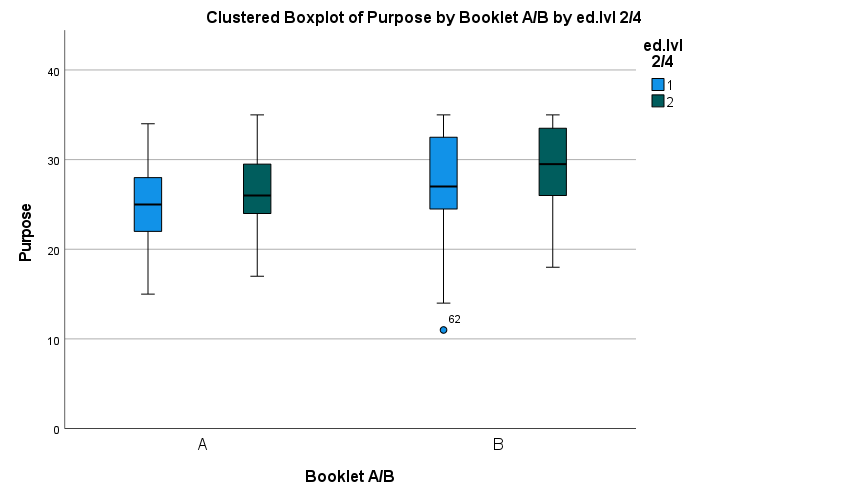 Clustered Boxplot of Purpose by Booklet A/B by ed.lvl 2/4
ed.lvl
2/4
1
2
40
30
20
10
0
Purpose
62
A
B
Booklet A/B